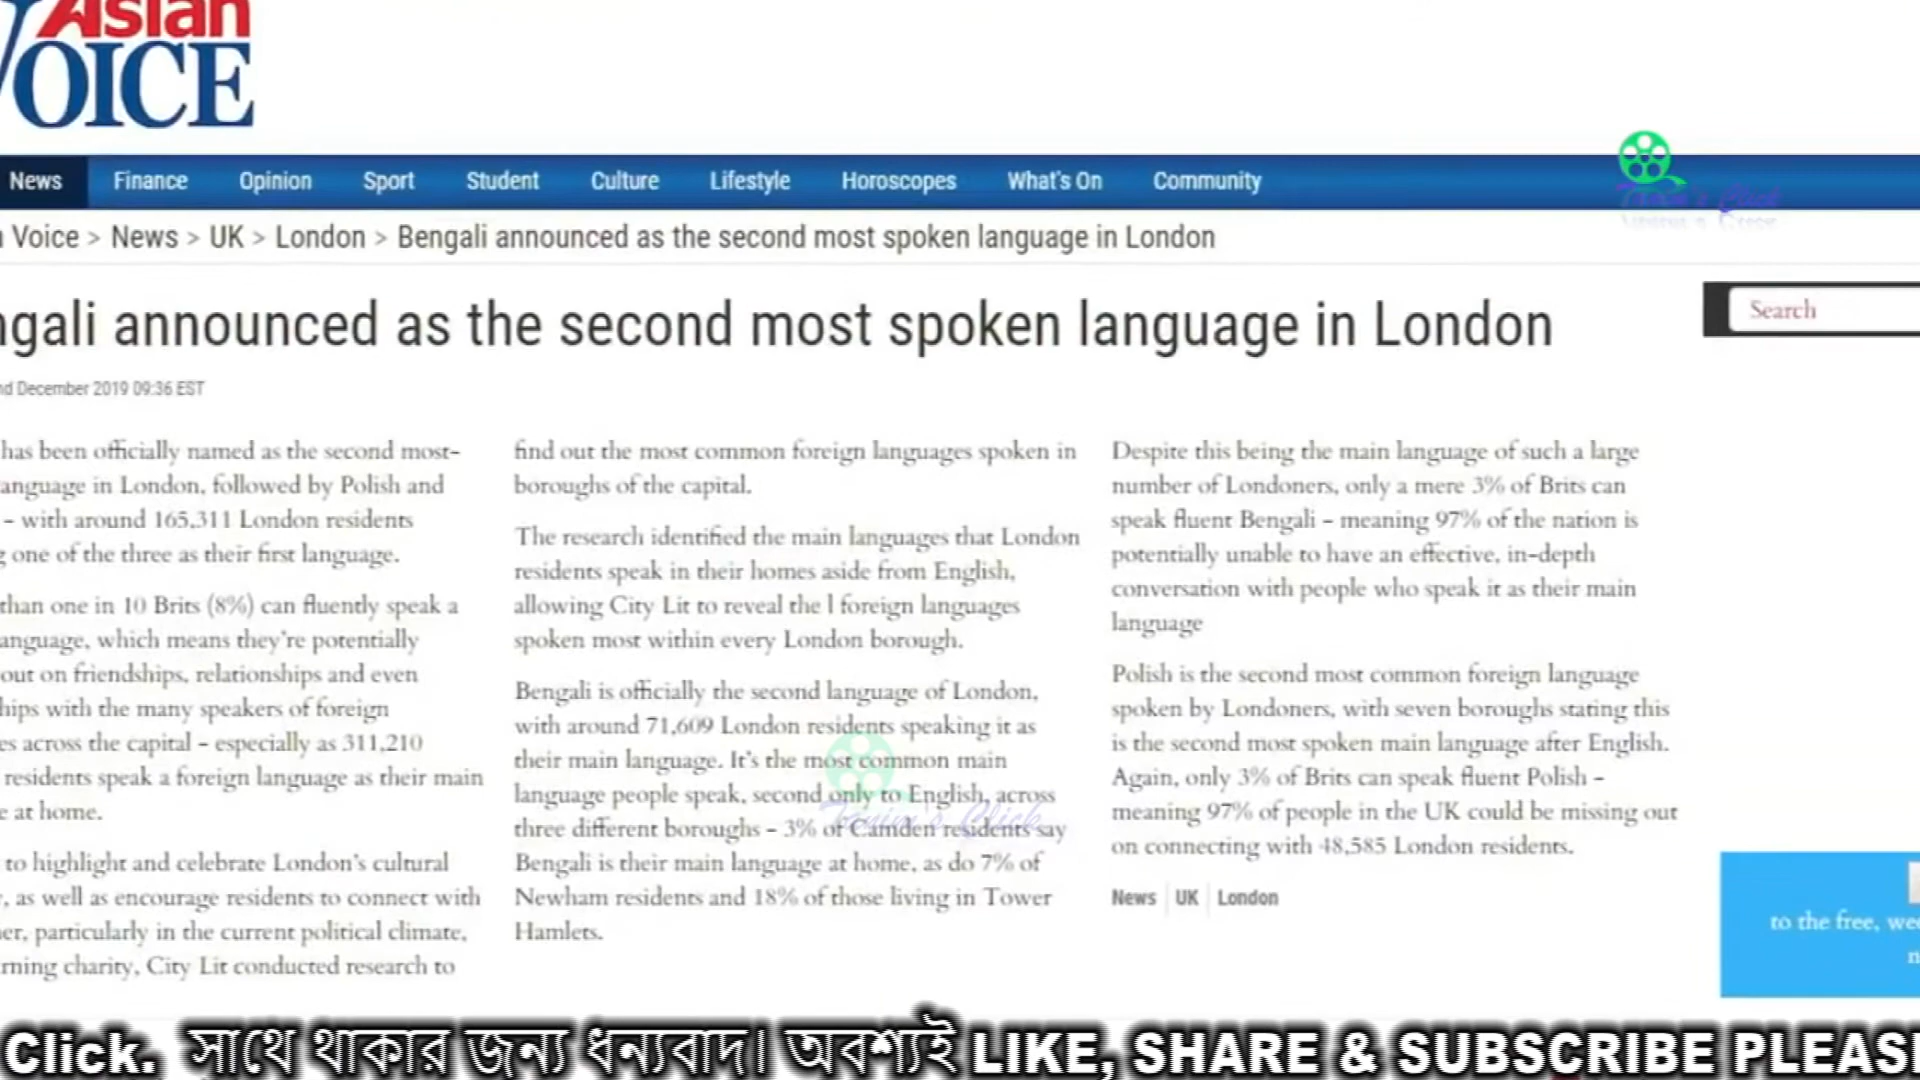 Asian
VOICE
News Finance Opinion Sport Student Culture Lifestyle Horoscopes What's On Community
Tanim's Click
Voice > News > UK > London > Bengali announced as the second most spoken language in London
ngali announced as the second most spoken language in London
Search
nd December 2019 09:36 EST
has been officially named as the second most-
anguage in London, followed by Polish and
– with around 165,311 London residents
g one of the three as their first language.
than one in 10 Brits (8%) can fluently speak a
anguage, which means they're potentially
out on friendships, relationships and even
hips with the many speakers of foreign
es across the capital – especially as 311,210
residents speak a foreign language as their main
e at home.
to highlight and celebrate London's cultural
, as well as encourage residents to connect with
er, particularly in the current political climate,
rning charity, City Lit conducted research to
find out the most common foreign languages spoken in
boroughs of the capital.
The research identified the main languages that London
residents speak in their homes aside from English,
allowing City Lit to reveal the l foreign languages
spoken most within every London borough.
Bengali is officially the second language of London,
with around 71,609 London residents speaking it as
their main language. It's the most common main
language people speak, second only to English, across
three different boroughs – 3% of Camden residents say
Bengali is their main language at home, as do 7% of
Newham residents and 18% of those living in Tower
Hamlets.
Tanim's Click
Despite this being the main language of such a large
number of Londoners, only a mere 3% of Brits can
speak fluent Bengali – meaning 97% of the nation is
potentially unable to have an effective, in-depth
conversation with people who speak it as their main
language
Polish is the second most common foreign language
spoken by Londoners, with seven boroughs stating this
is the second most spoken main language after English.
Again, only 3% of Brits can speak fluent Polish –
meaning 97% of people in the UK could be missing out
on connecting with 48,585 London residents.
News UK London
to the free, wee
n
Click. সাথে থাকার জন্য ধন্যবাদ। অবশ্যই LIKE, SHARE & SUBSCRIBE PLEAS